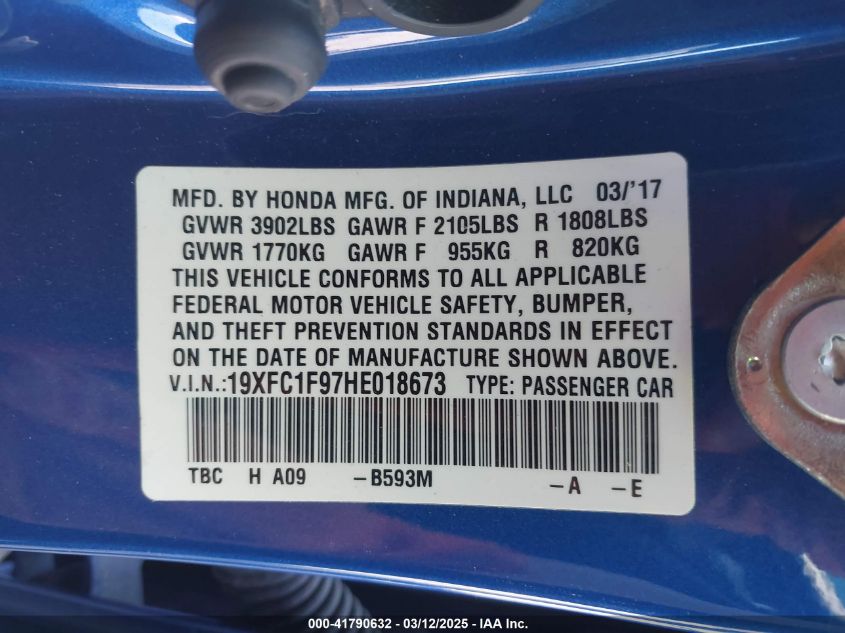 MFD. BY HONDA MFG. OF INDIANA, LLC 03/'17
GVWR 3902LBS GAWR F 2105LBS R 1808LBS
GVWR 1770KG GAWR F 955KG R 820KG
THIS VEHICLE CONFORMS TO ALL APPLICABLE
FEDERAL MOTOR VEHICLE SAFETY, BUMPER,
AND THEFT PREVENTION STANDARDS IN EFFECT
ON THE DATE OF MANUFACTURE SHOWN ABOVE.
V.I.N.:19XFC1F97HE018673 TYPE: PASSENGER CAR
TBC H A09 -B593M -A -E
000-41790632 - 03/12/2025 - IAA Inc.